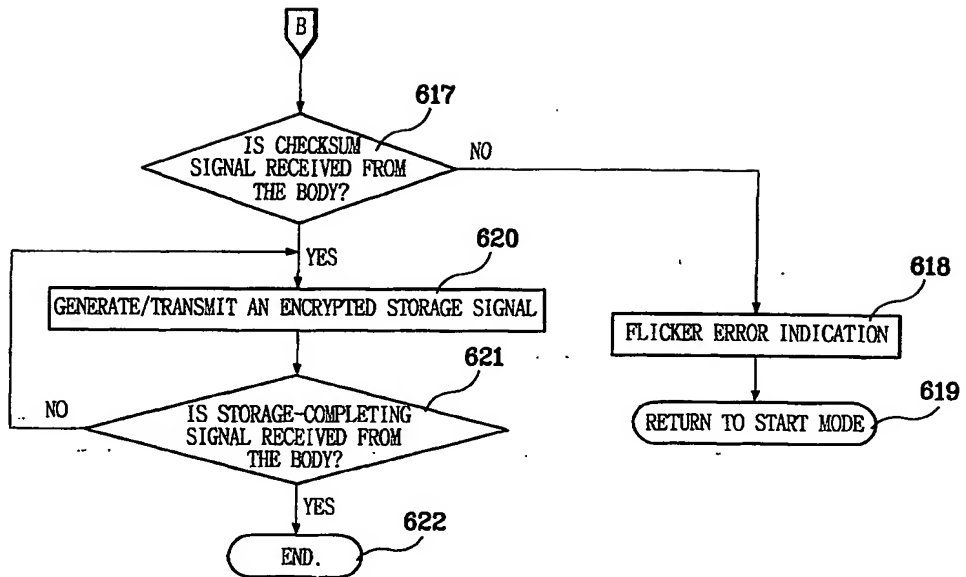 B
617
IS CHECKSUM
SIGNAL RECEIVED FROM
THE BODY?
NO
YES
620
GENERATE/TRANSMIT AN ENCRYPTED STORAGE SIGNAL
618
FLICKER ERROR INDICATION
621
NO
IS STORAGE-COMPLETING
SIGNAL RECEIVED FROM
THE BODY?
619
RETURN TO START MODE
YES
622
END.